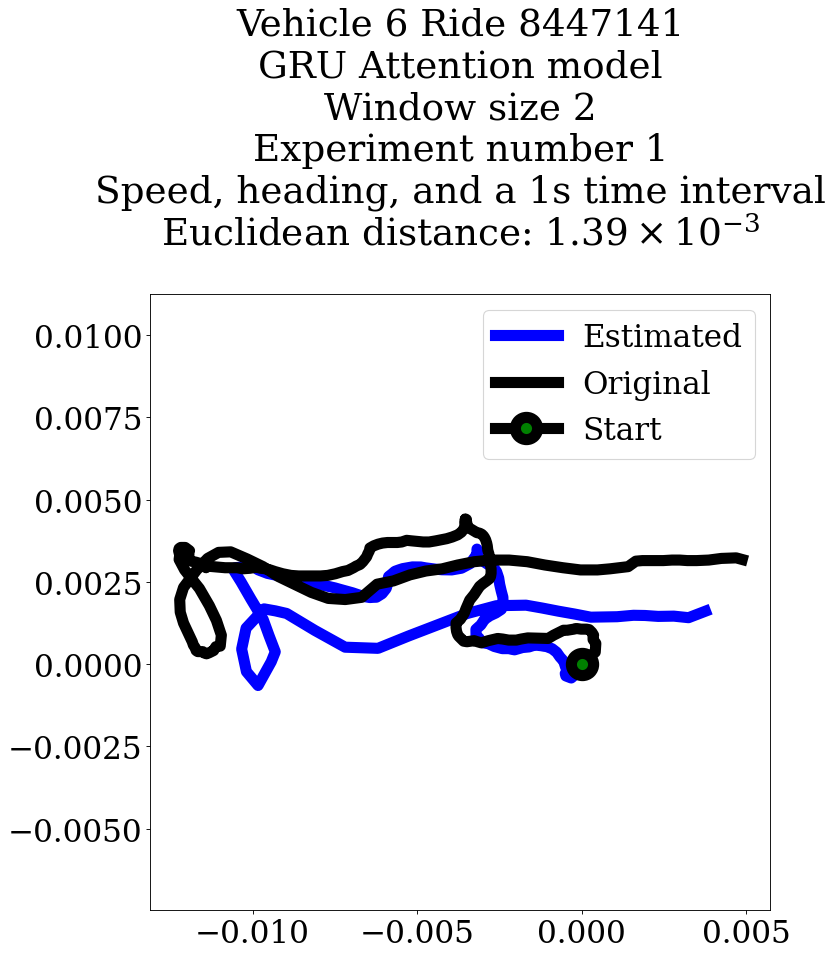 Vehicle 6 Ride 8447141
GRU Attention model
Window size 2
Experiment number 1
Speed, heading, and a 1s time interval
Euclidean distance: 1.39 × 10⁻³
Estimated
Original
Start
0.0100
0.0075
0.0050
0.0025
0.0000
−0.0025
−0.0050
−0.010 −0.005 0.000 0.005